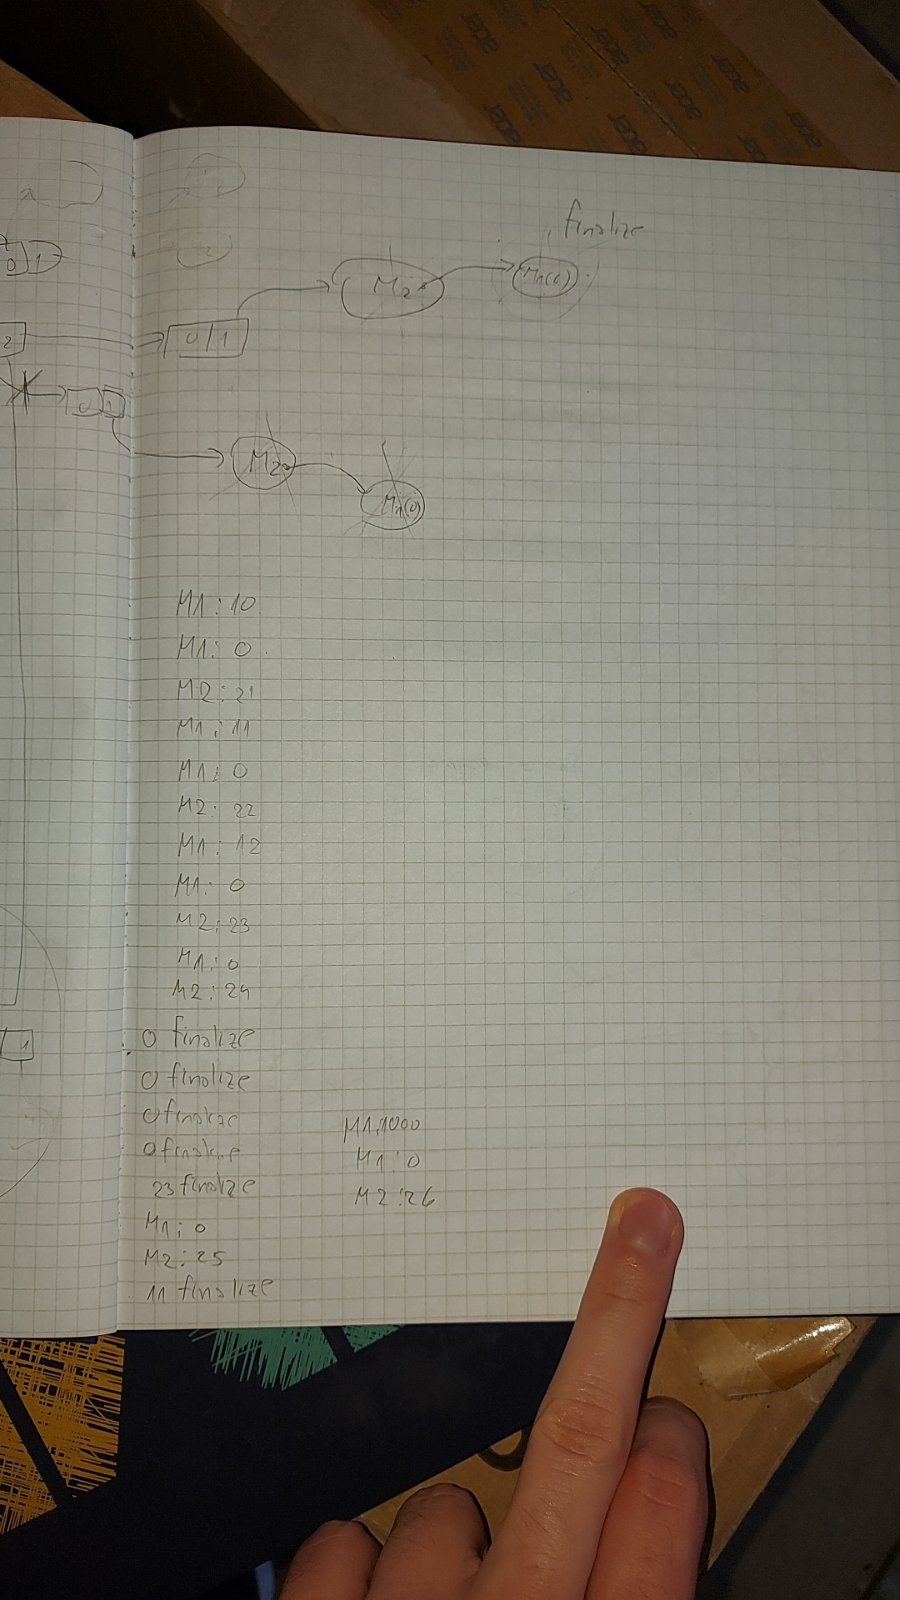 finalize
0 1
M2
M1(0)
2
0 1
0 1
M2
M1(0)
M1: 10
M1: 0
M2: 21
M1: 11
M1: 0
M2: 22
M1: 12
M1: 0
M2: 23
M1: 0
M2: 24
1
0 finalize
0 finalize
0 finalize
0 finalize
23 finalize
M1: 0
M2: 25
11 finalize
M1:1000
M1: 0
M2:26